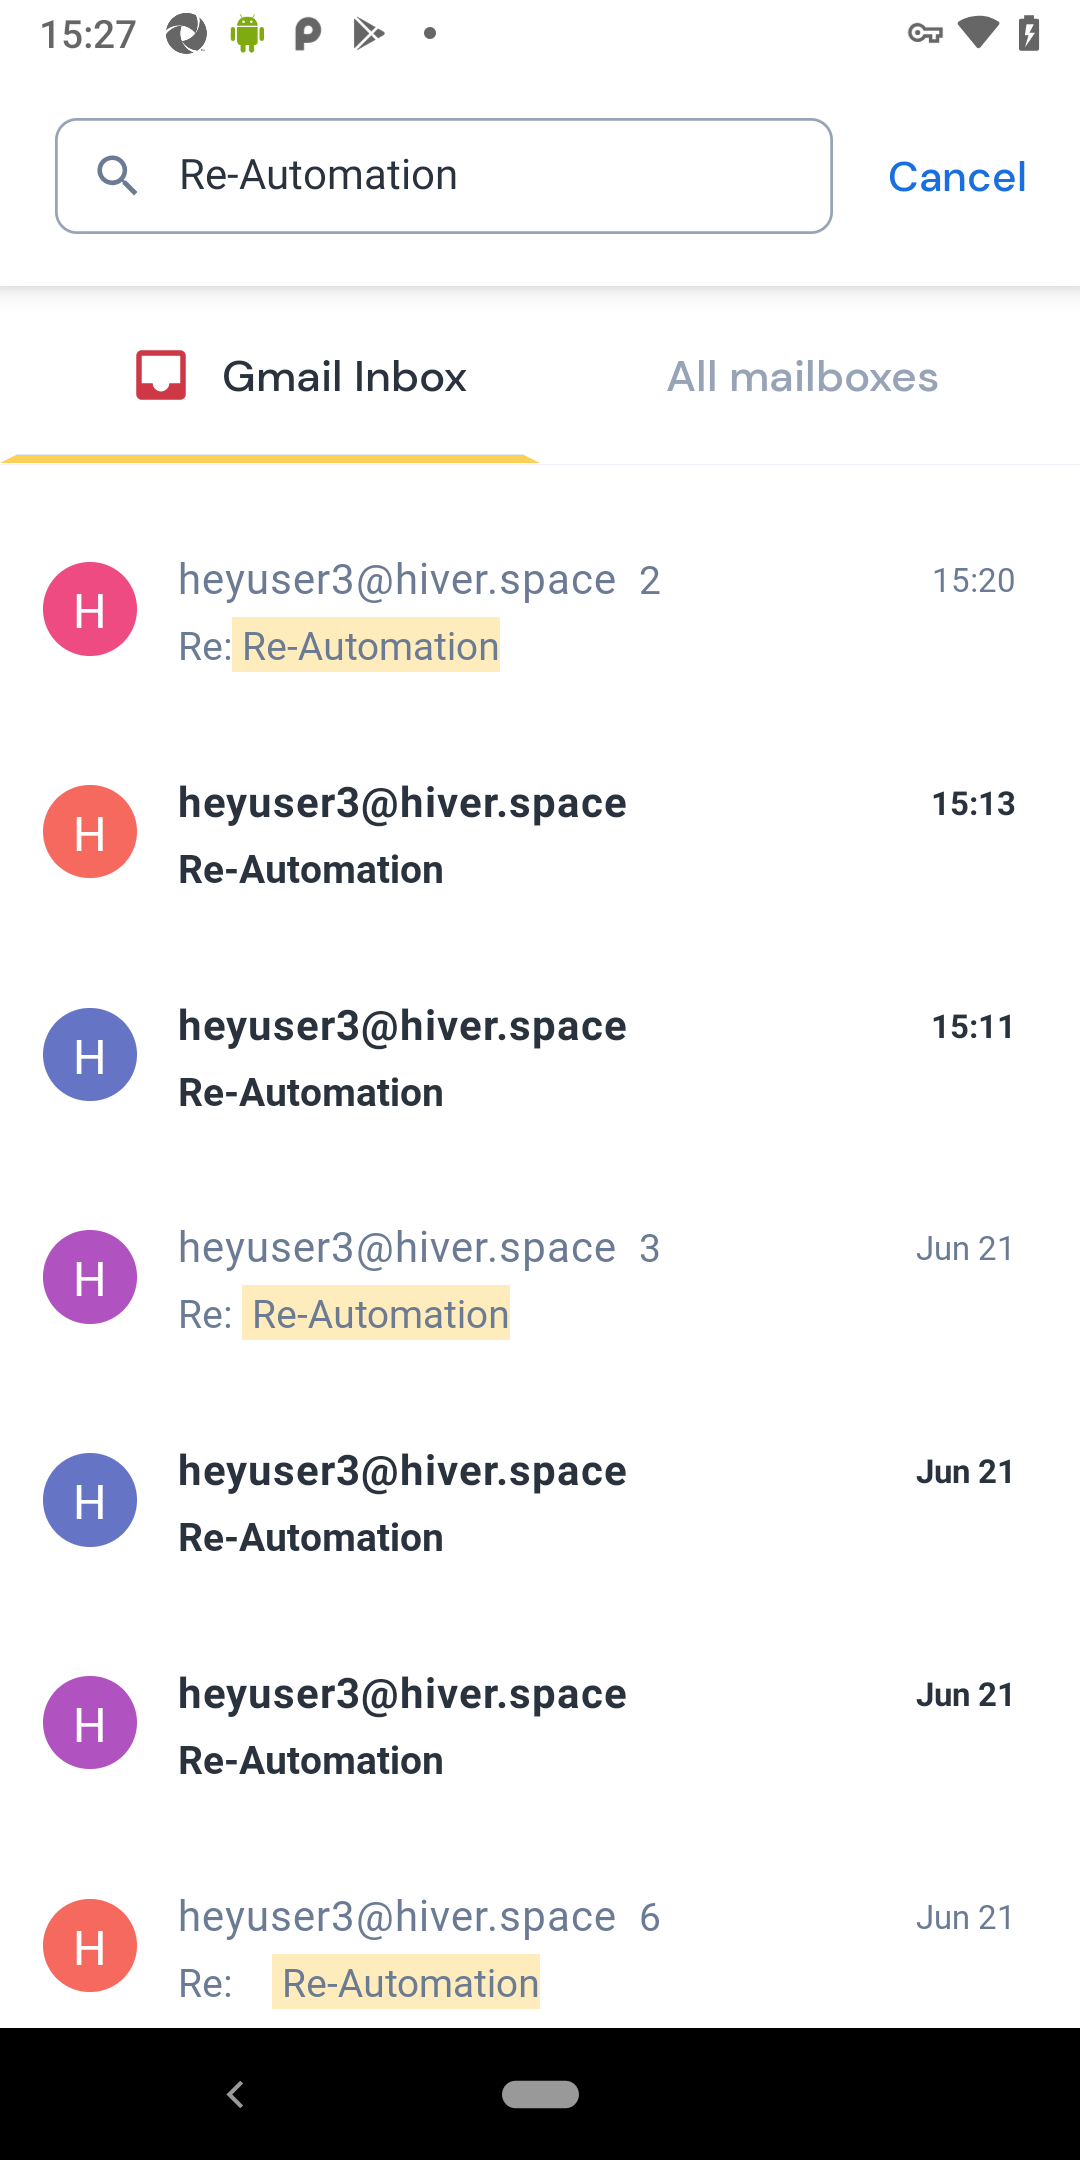 15:27
Re-Automation
Cancel
Gmail Inbox
All mailboxes
H
heyuser3@hiver.space 2
15:20
Re: Re-Automation
H
heyuser3@hiver.space
15:13
Re-Automation
H
heyuser3@hiver.space
15:11
Re-Automation
H
heyuser3@hiver.space 3
Jun 21
Re: Re-Automation
H
heyuser3@hiver.space
Jun 21
Re-Automation
H
heyuser3@hiver.space
Jun 21
Re-Automation
H
heyuser3@hiver.space 6
Jun 21
Re: Re-Automation